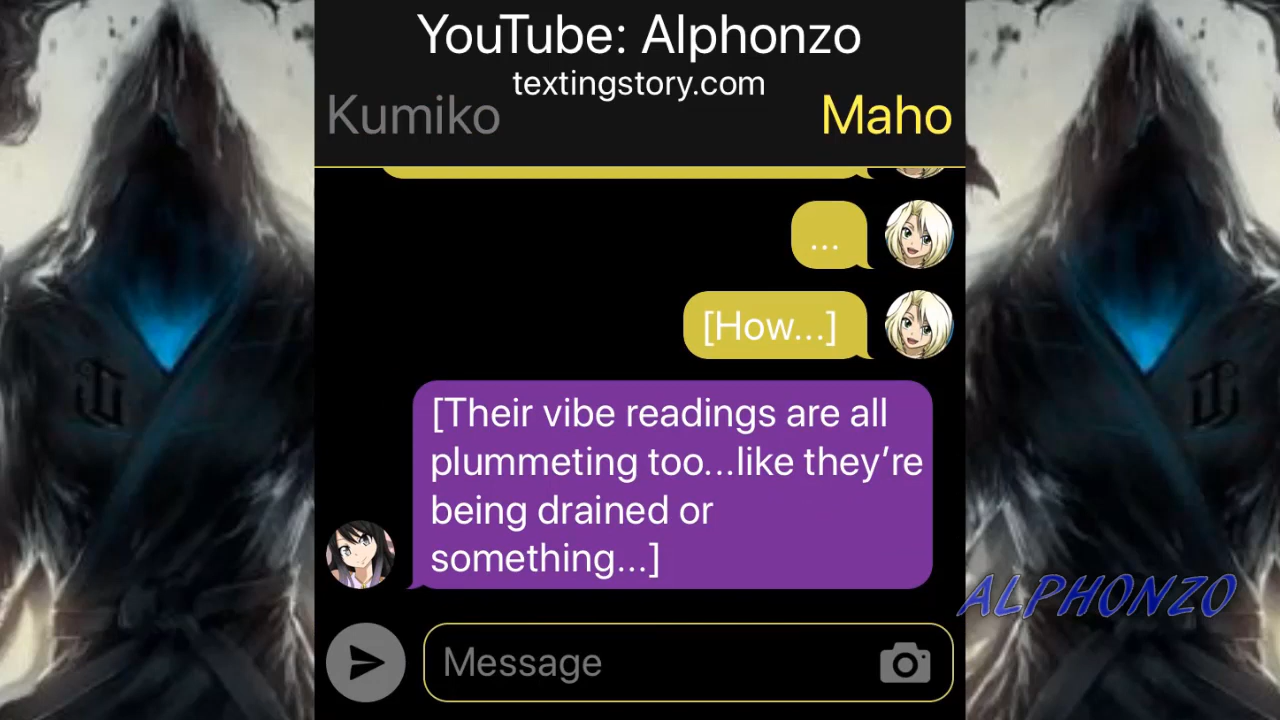 YouTube: Alphonzo
textingstory.com
Kumiko
Maho
...
[How...]
[Their vibe readings are all
plummeting too...like they’re
being drained or
something...]
ALPHONZO
Message